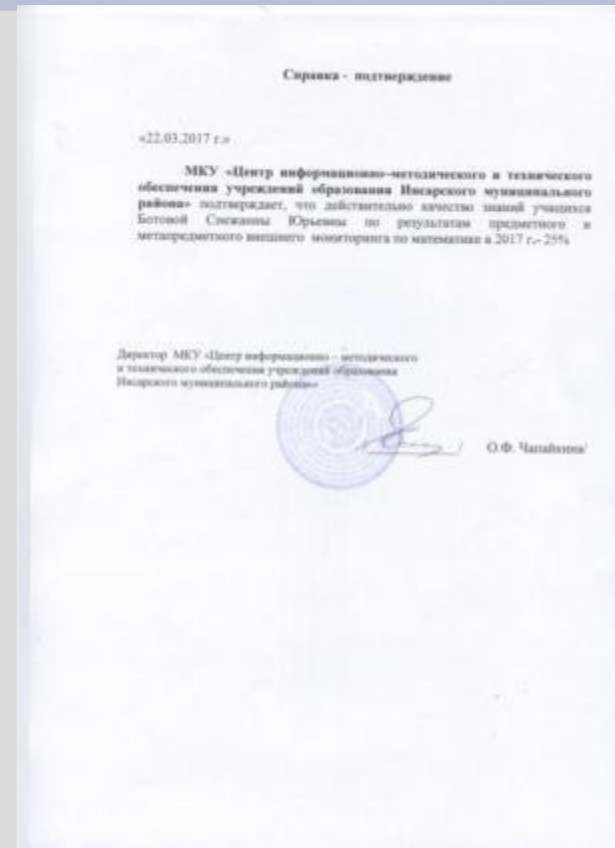 Справка - подтверждение
«22.03.2017 г.»
МКУ «Центр информационно-методического и технического
обеспечения учреждений образования Инсарского муниципального
района» подтверждает, что действительно качество знаний учащихся
Ботовой Снежанны Юрьевны по результатам предметного и
метапредметного внешнего мониторинга по математике в 2017 г.- 25%
Директор МКУ «Центр информационно – методического
и технического обеспечения учреждений образования
Инсарского муниципального района»
О.Ф. Чапайкина/